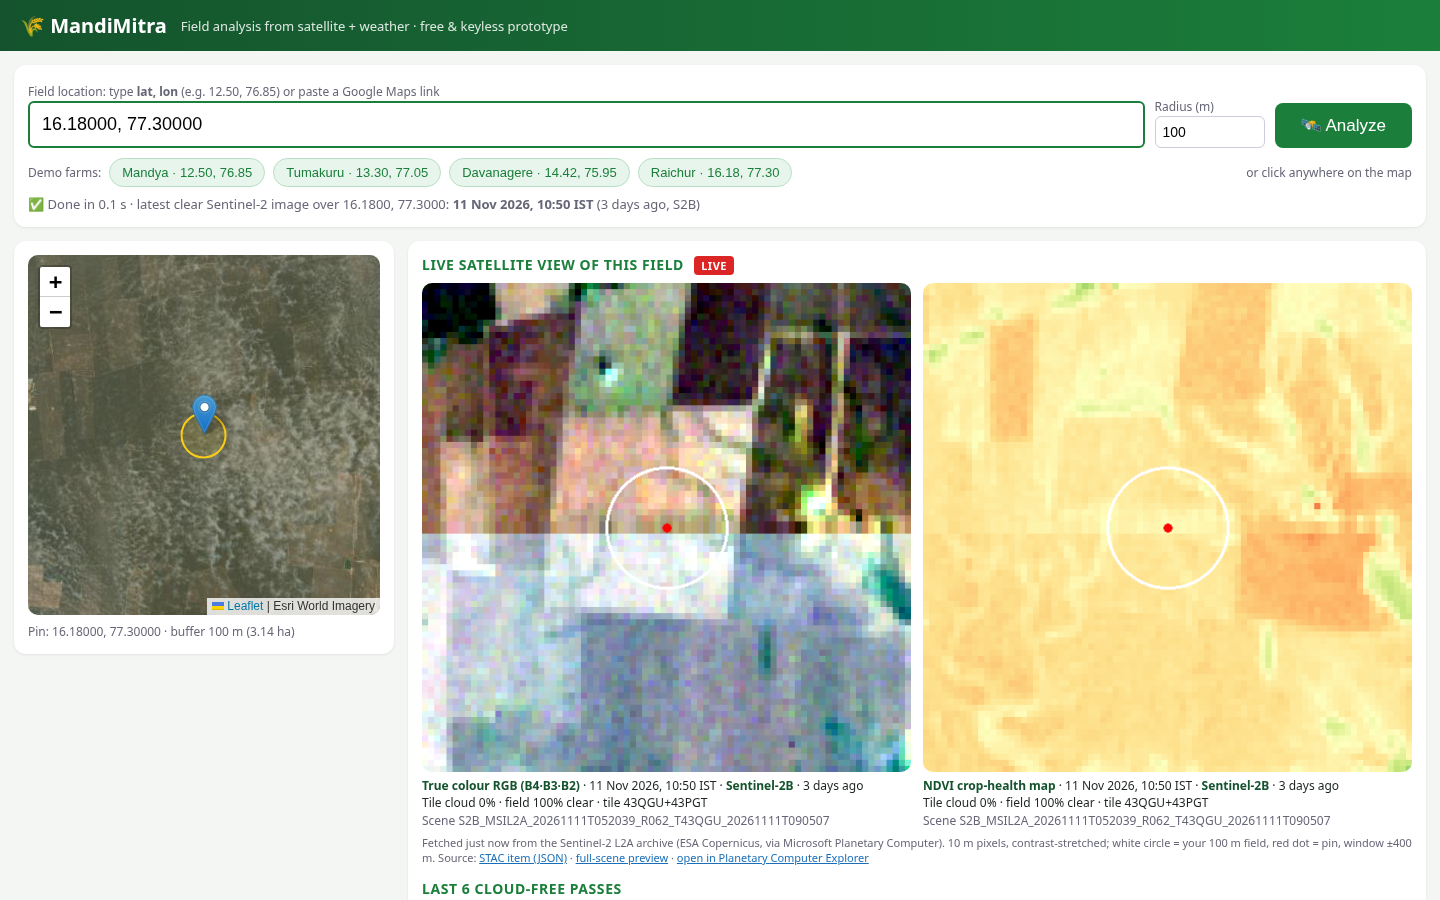 🌾 MandiMitra Field analysis from satellite + weather · free & keyless prototype
Field location: type lat, lon (e.g. 12.50, 76.85) or paste a Google Maps link
16.18000, 77.30000
Radius (m)
100
🛰️ Analyze
Demo farms: Mandya · 12.50, 76.85 Tumakuru · 13.30, 77.05 Davanagere · 14.42, 75.95 Raichur · 16.18, 77.30 or click anywhere on the map
✅ Done in 0.1 s · latest clear Sentinel-2 image over 16.1800, 77.3000: 11 Nov 2026, 10:50 IST (3 days ago, S2B)
+
−
Leaflet | Esri World Imagery
Pin: 16.18000, 77.30000 · buffer 100 m (3.14 ha)
LIVE SATELLITE VIEW OF THIS FIELD LIVE
True colour RGB (B4·B3·B2) · 11 Nov 2026, 10:50 IST · Sentinel-2B · 3 days ago
Tile cloud 0% · field 100% clear · tile 43QGU+43PGT
Scene S2B_MSIL2A_20261111T052039_R062_T43QGU_20261111T090507
NDVI crop-health map · 11 Nov 2026, 10:50 IST · Sentinel-2B · 3 days ago
Tile cloud 0% · field 100% clear · tile 43QGU+43PGT
Scene S2B_MSIL2A_20261111T052039_R062_T43QGU_20261111T090507
Fetched just now from the Sentinel-2 L2A archive (ESA Copernicus, via Microsoft Planetary Computer). 10 m pixels, contrast-stretched; white circle = your 100 m field, red dot = pin, window ±400
m. Source: STAC item (JSON) · full-scene preview · open in Planetary Computer Explorer
LAST 6 CLOUD-FREE PASSES